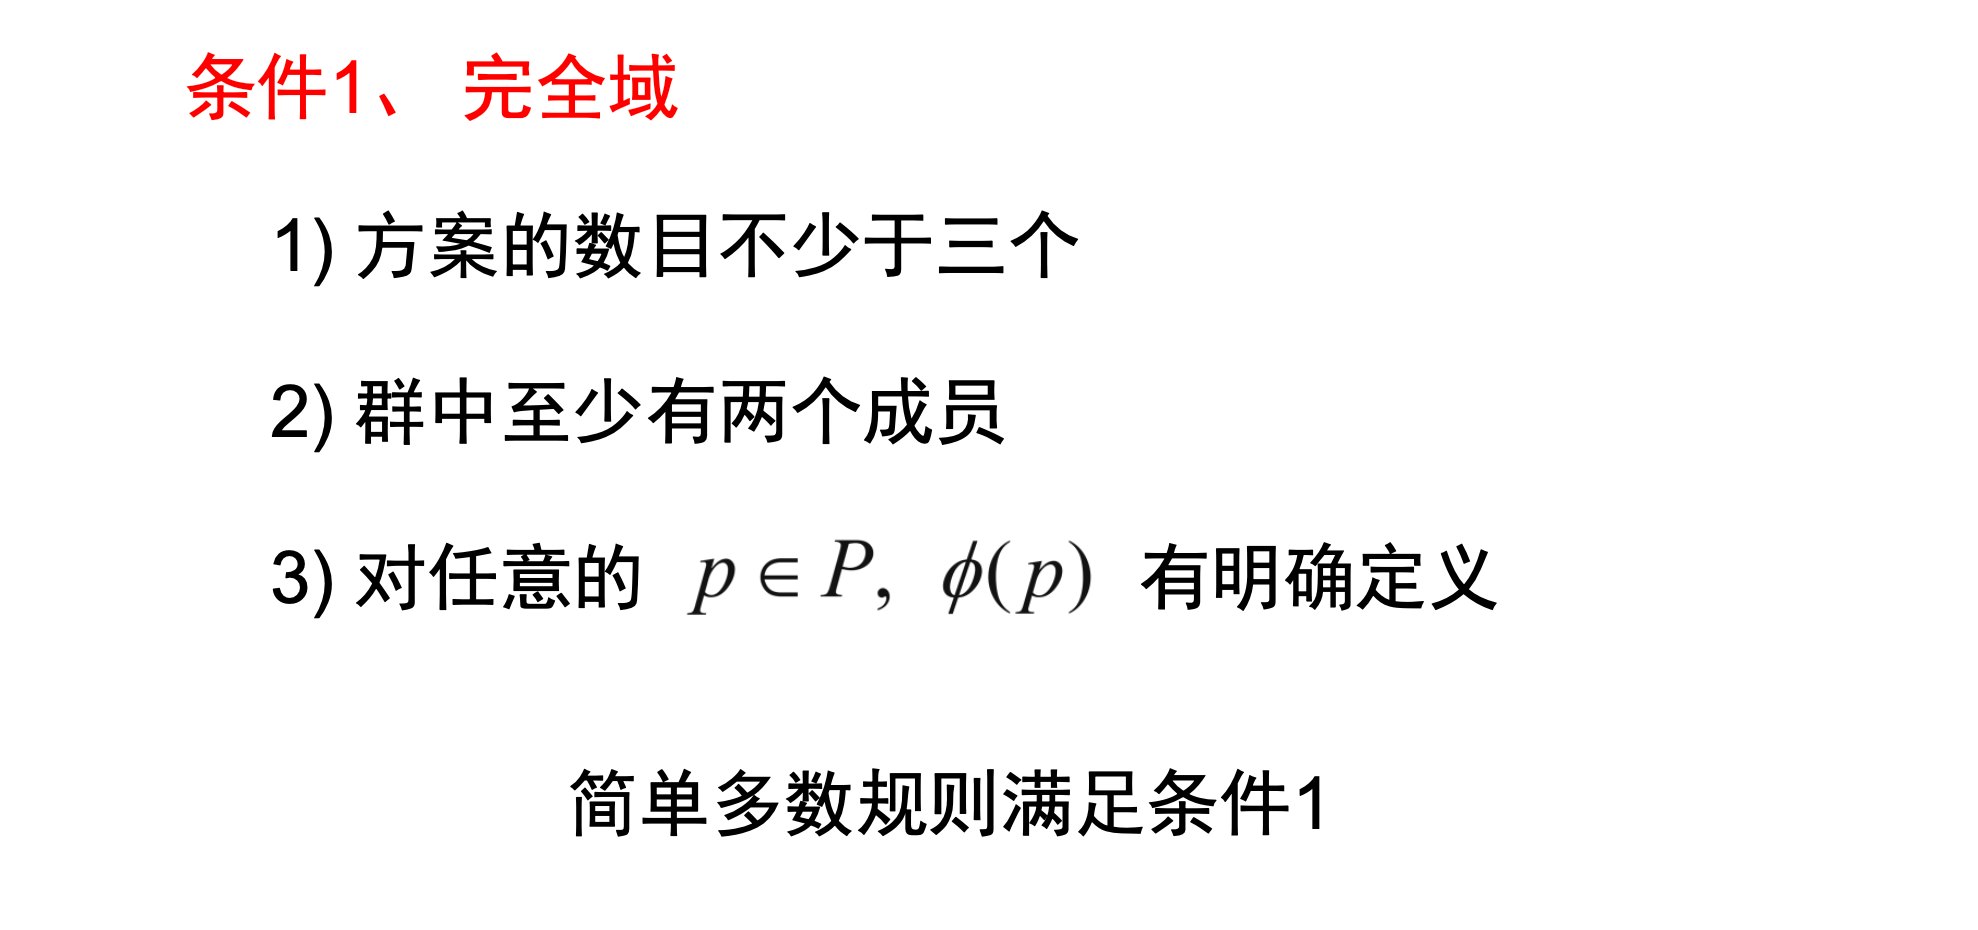 条件1、 完全域
1) 方案的数目不少于三个
2) 群中至少有两个成员
3) 对任意的 p ∈ P, ϕ(p) 有明确定义
简单多数规则满足条件1